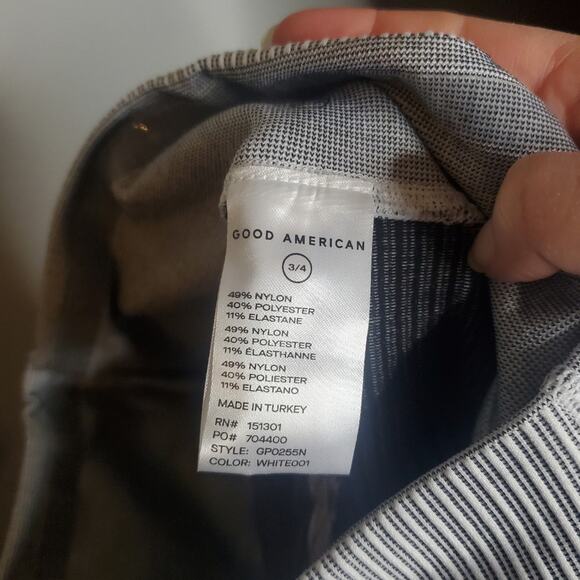 GOOD AMERICAN
3/4
49% NYLON
40% POLYESTER
11% ELASTANE
49% NYLON
40% POLYESTER
11% ÉLASTHANNE
49% NYLON
40% POLIESTER
11% ELASTANO
MADE IN TURKEY
RN# 151301
PO# 704400
STYLE: GP0255N
COLOR: WHITE001